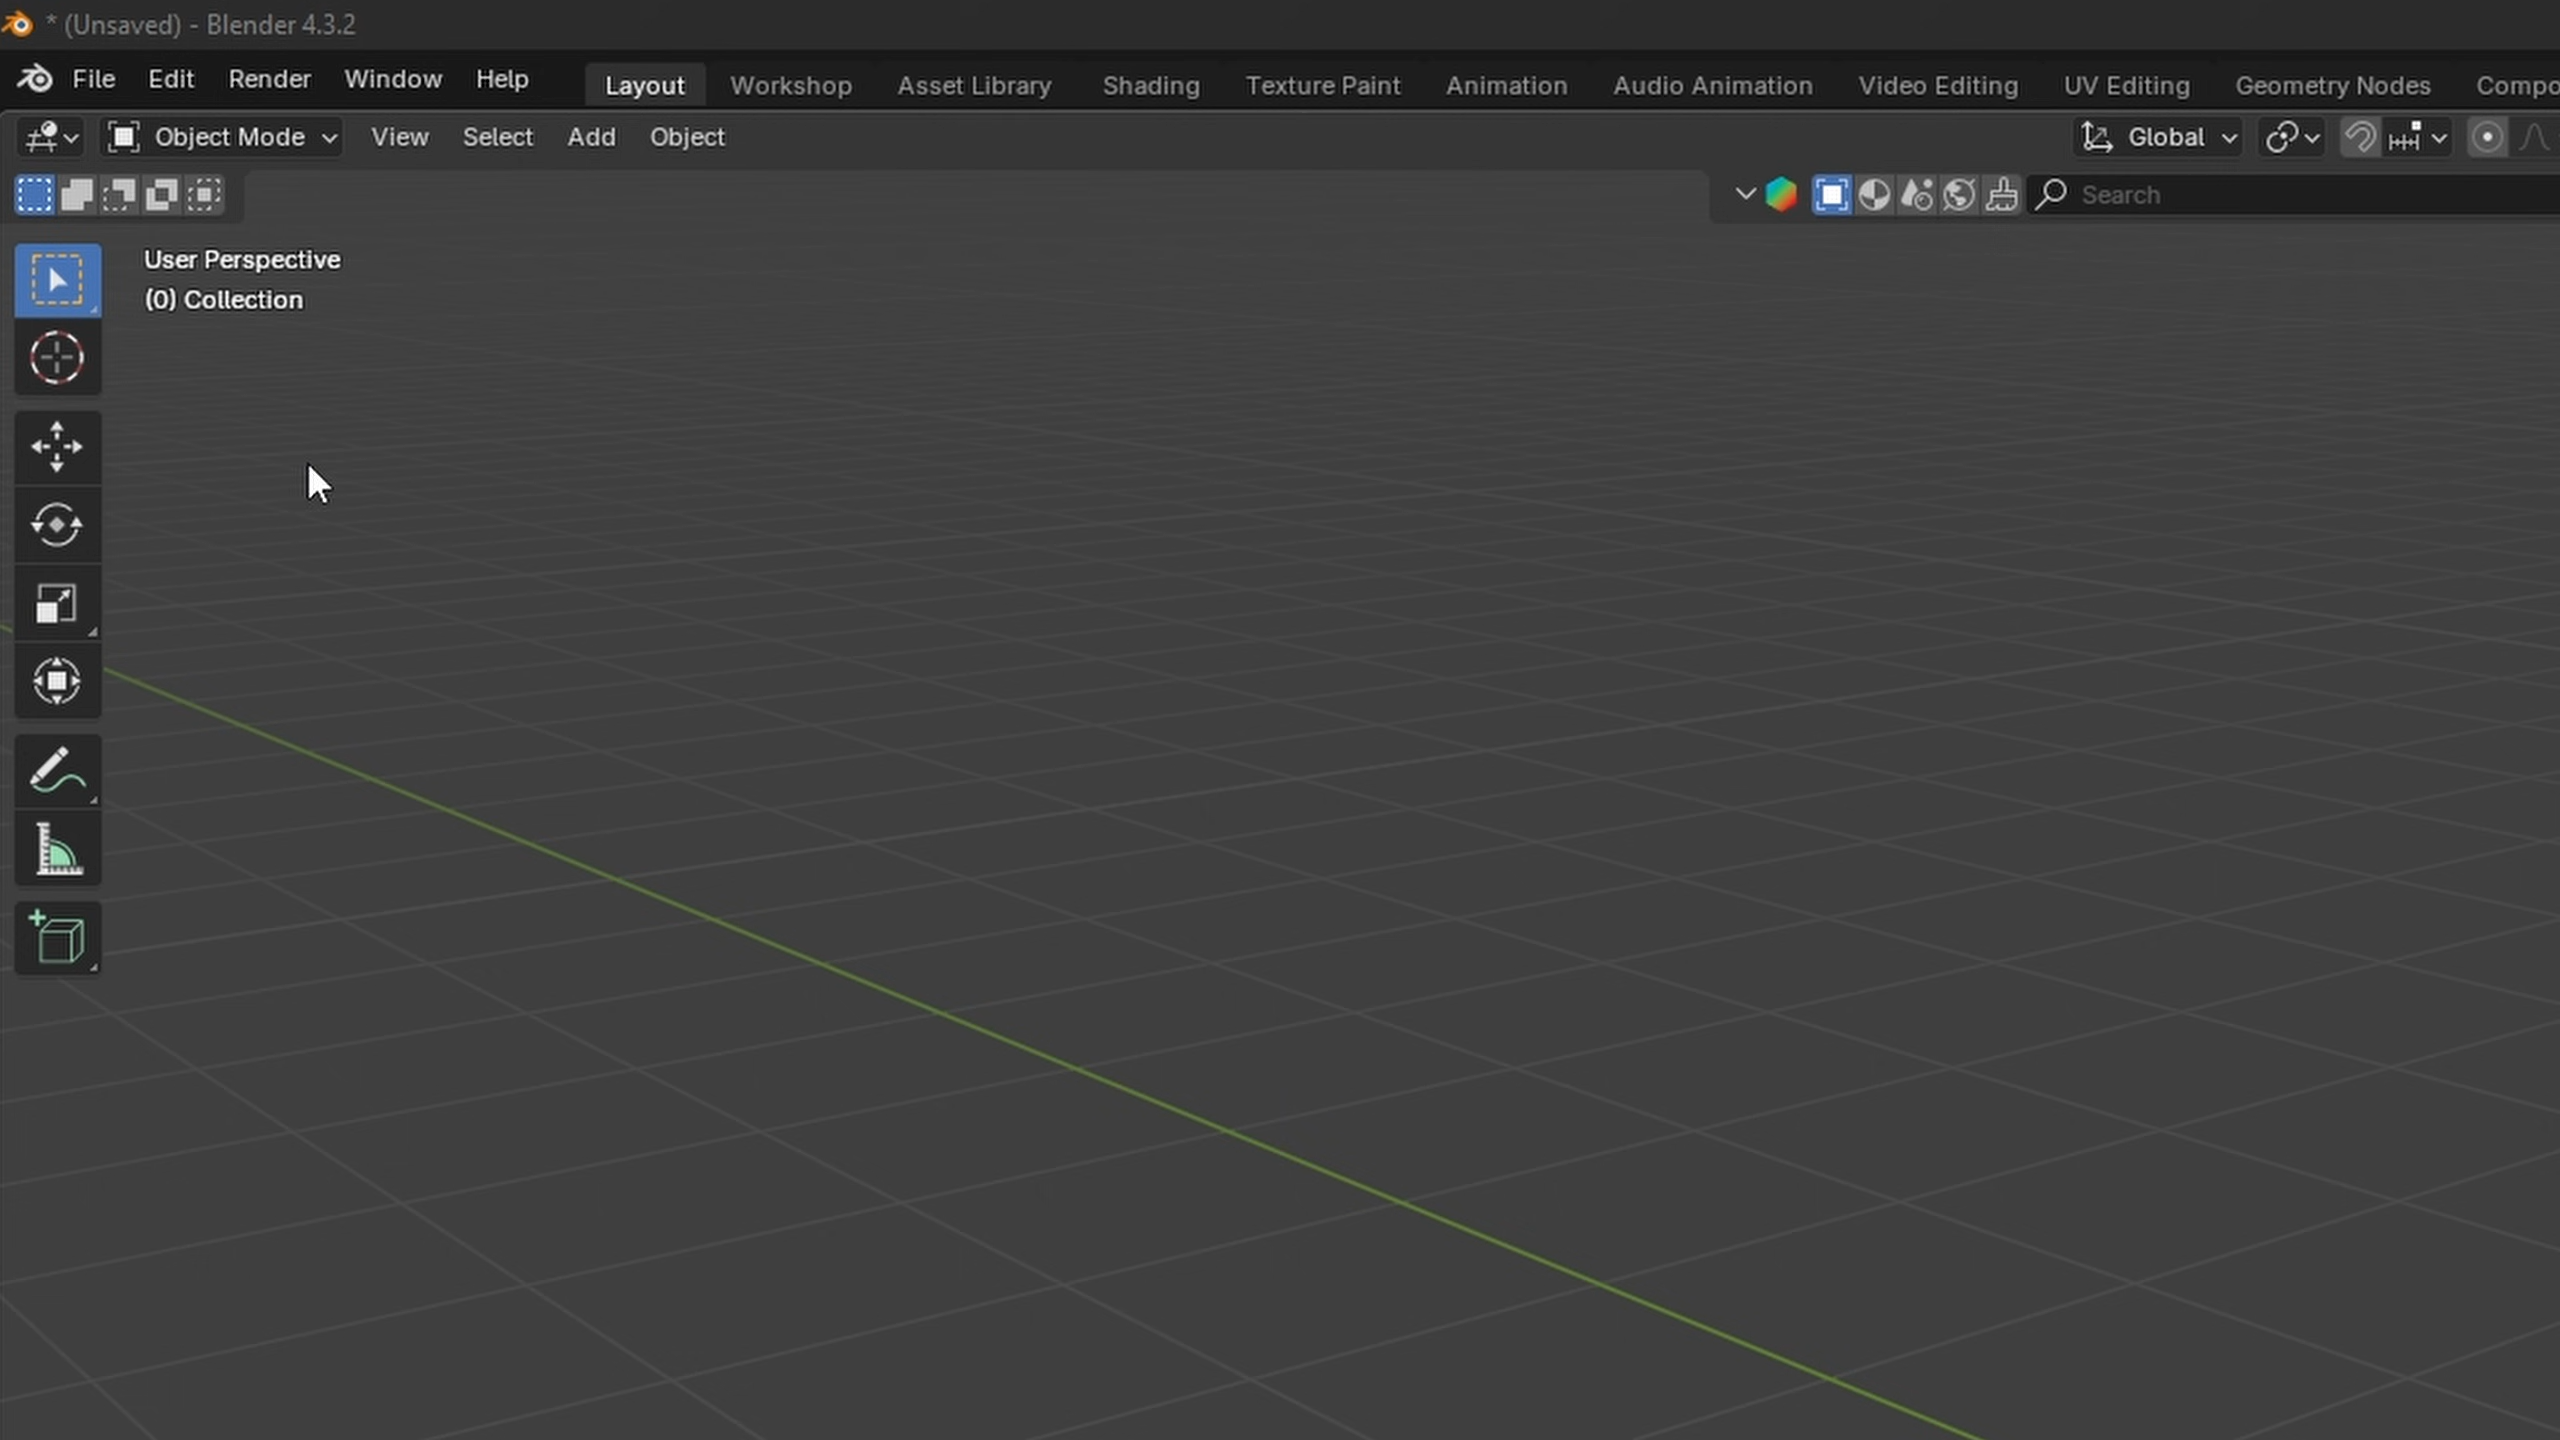 * (Unsaved) - Blender 4.3.2
File Edit Render Window Help Layout Workshop Asset Library Shading Texture Paint Animation Audio Animation Video Editing UV Editing Geometry Nodes Compo
Object Mode View Select Add Object Global
Search
User Perspective
(0) Collection